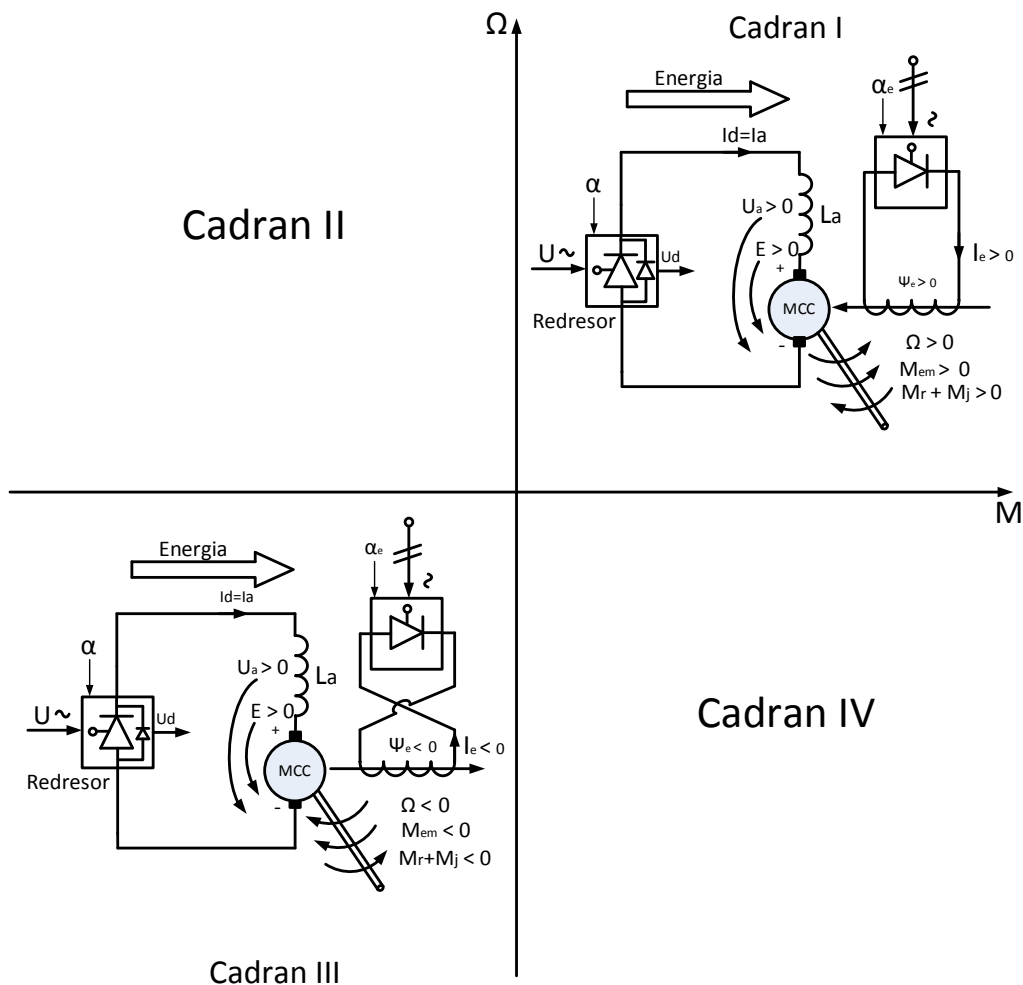 Ω
Cadran I
Energia
αe
~
Id=Ia
α
Ua > 0
La
Cadran II
E > 0
U~
Ud
+
Ie > 0
Ψe > 0
MCC
Redresor
-
Ω > 0
Mem > 0
Mr + Mj > 0
M
Energia
αe
~
Id=Ia
α
Ua > 0
La
E > 0
U~
Ud
+
Ψe < 0
Ie < 0
MCC
Redresor
-
Ω < 0
Mem < 0
Mr+Mj < 0
Cadran IV
Cadran III